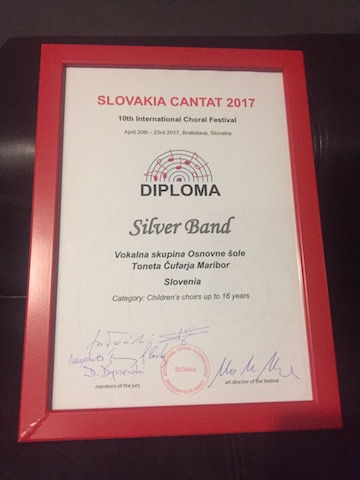 SLOVAKIA CANTAT 2017
10th International Choral Festival
April 20th - 23rd 2017, Bratislava, Slovakia
DIPLOMA
Silver Band
Vokalna skupina Osnovne šole
Toneta Čufarja Maribor
Slovenia
Category: Children's choirs up to 16 years
SLOVAKIA
members of the jury
art director of the festival